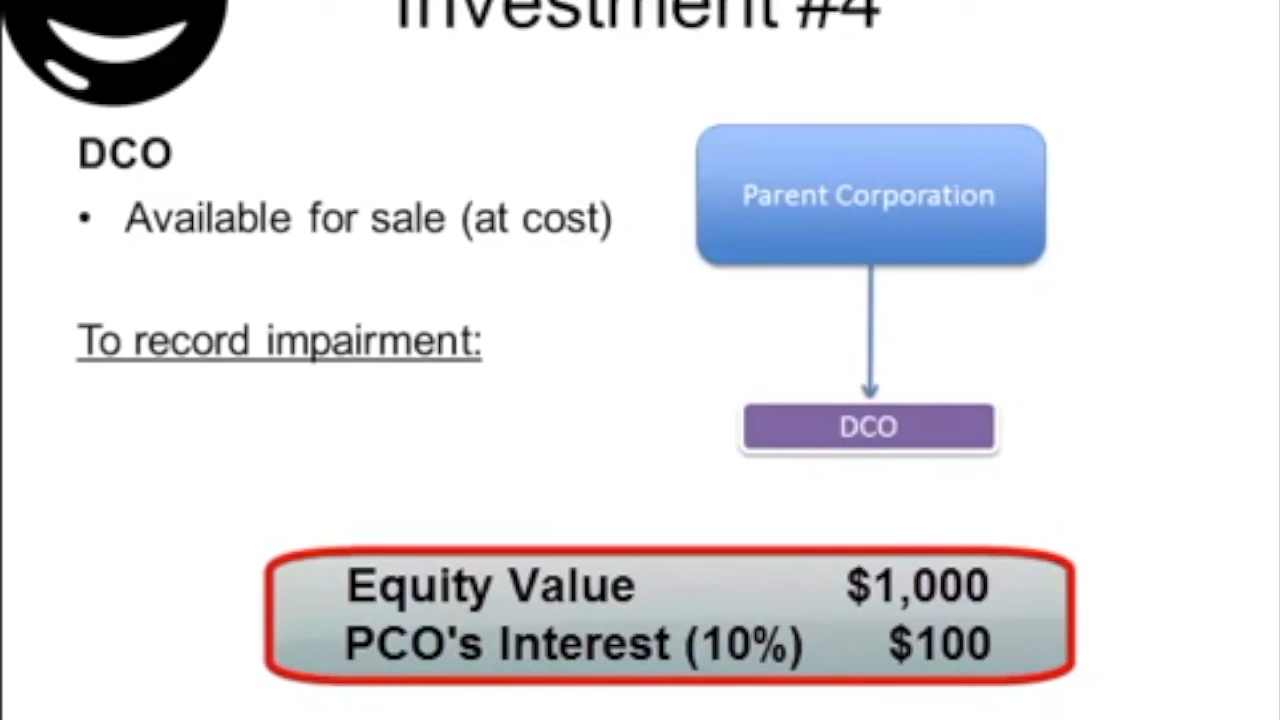 Investment #4
DCO
• Available for sale (at cost)
To record impairment:
Parent Corporation
DCO
Equity Value $1,000
PCO's Interest (10%) $100